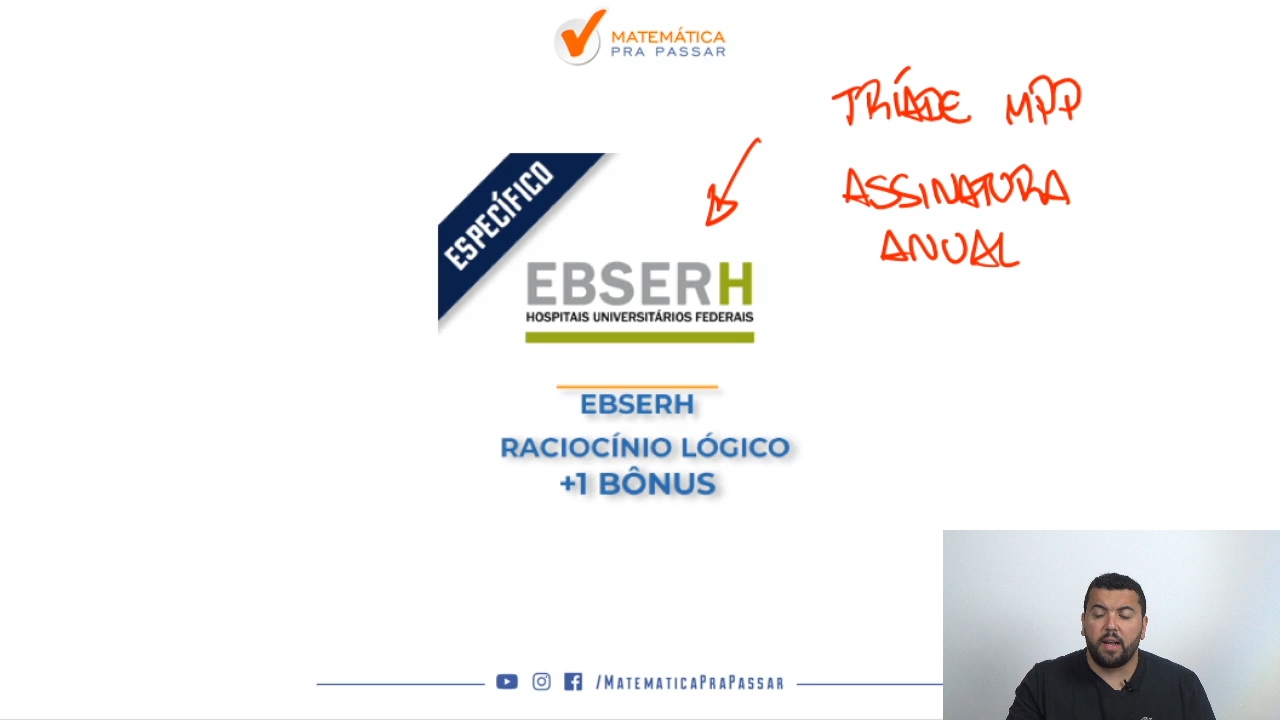 MATEMÁTICA
PRA PASSAR
TRÍADE MPP
ASSINATURA
ANUAL
ESPECÍFICO
EBSERH
HOSPITAIS UNIVERSITÁRIOS FEDERAIS
EBSERH
RACIOCÍNIO LÓGICO
+1 BÔNUS
/MATEMATICAPRAPASSAR